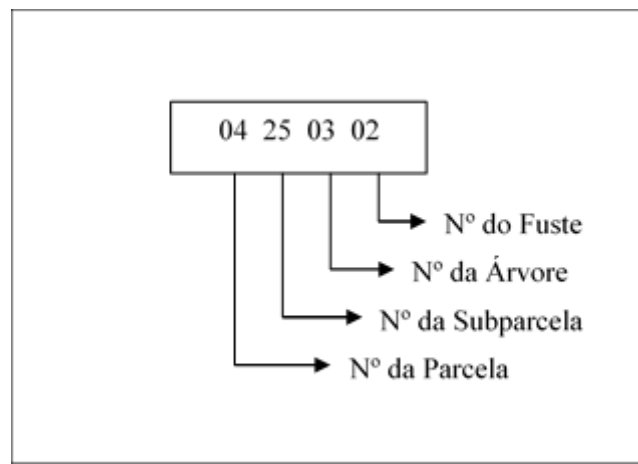 04 25 03 02
Nº do Fuste
Nº da Árvore
Nº da Subparcela
Nº da Parcela